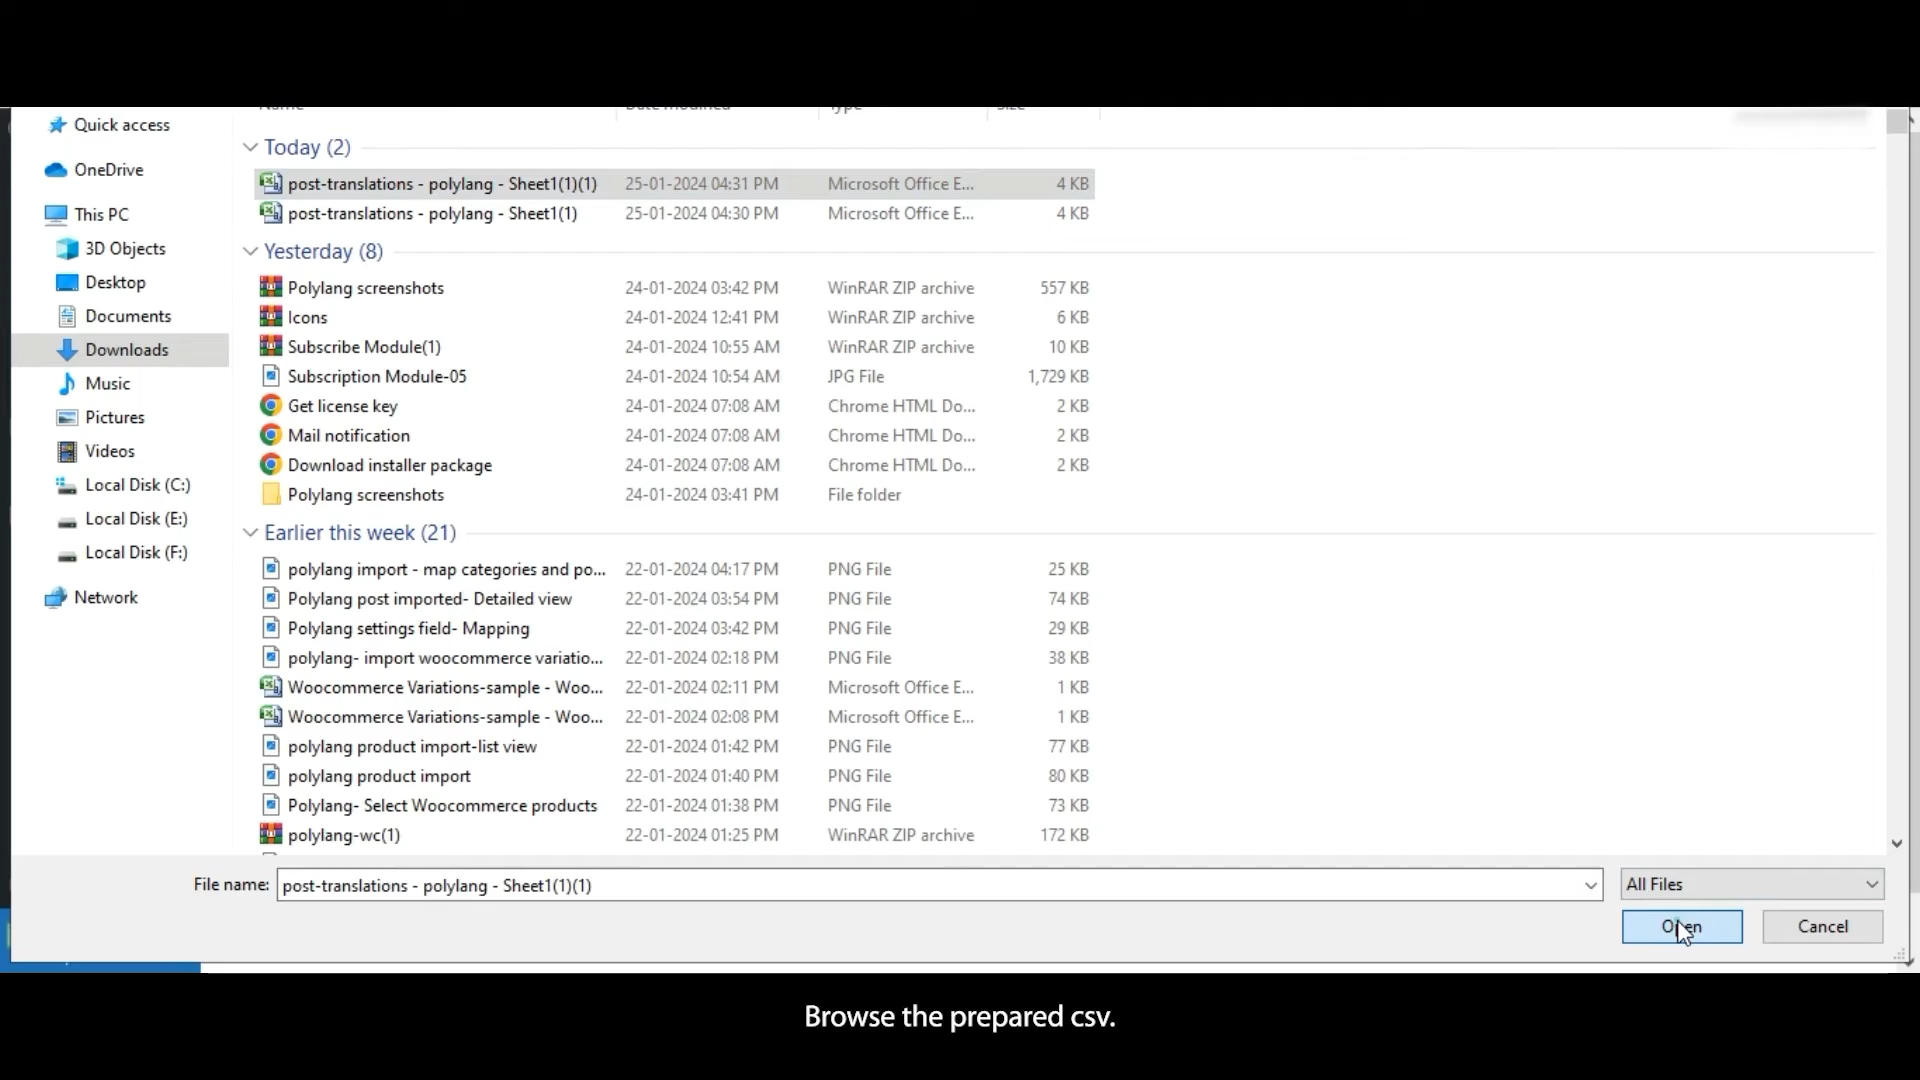 Name Date modified Type Size
Quick access
OneDrive
This PC
3D Objects
Desktop
Documents
Downloads
Music
Pictures
Videos
Local Disk (C:)
Local Disk (E:)
Local Disk (F:)
Network
Today (2)
post-translations - polylang - Sheet1(1)(1) 25-01-2024 04:31 PM Microsoft Office E... 4 KB
post-translations - polylang - Sheet1(1) 25-01-2024 04:30 PM Microsoft Office E... 4 KB
Yesterday (8)
Polylang screenshots 24-01-2024 03:42 PM WinRAR ZIP archive 557 KB
Icons 24-01-2024 12:41 PM WinRAR ZIP archive 6 KB
Subscribe Module(1) 24-01-2024 10:55 AM WinRAR ZIP archive 10 KB
Subscription Module-05 24-01-2024 10:54 AM JPG File 1,729 KB
Get license key 24-01-2024 07:08 AM Chrome HTML Do... 2 KB
Mail notification 24-01-2024 07:08 AM Chrome HTML Do... 2 KB
Download installer package 24-01-2024 07:08 AM Chrome HTML Do... 2 KB
Polylang screenshots 24-01-2024 03:41 PM File folder
Earlier this week (21)
polylang import - map categories and po... 22-01-2024 04:17 PM PNG File 25 KB
Polylang post imported- Detailed view 22-01-2024 03:54 PM PNG File 74 KB
Polylang settings field- Mapping 22-01-2024 03:42 PM PNG File 29 KB
polylang- import woocommerce variatio... 22-01-2024 02:18 PM PNG File 38 KB
Woocommerce Variations-sample - Woo... 22-01-2024 02:11 PM Microsoft Office E... 1 KB
Woocommerce Variations-sample - Woo... 22-01-2024 02:08 PM Microsoft Office E... 1 KB
polylang product import-list view 22-01-2024 01:42 PM PNG File 77 KB
polylang product import 22-01-2024 01:40 PM PNG File 80 KB
Polylang- Select Woocommerce products 22-01-2024 01:38 PM PNG File 73 KB
polylang-wc(1) 22-01-2024 01:25 PM WinRAR ZIP archive 172 KB
File name: post-translations - polylang - Sheet1(1)(1) All Files
Open Cancel
Browse the prepared csv.